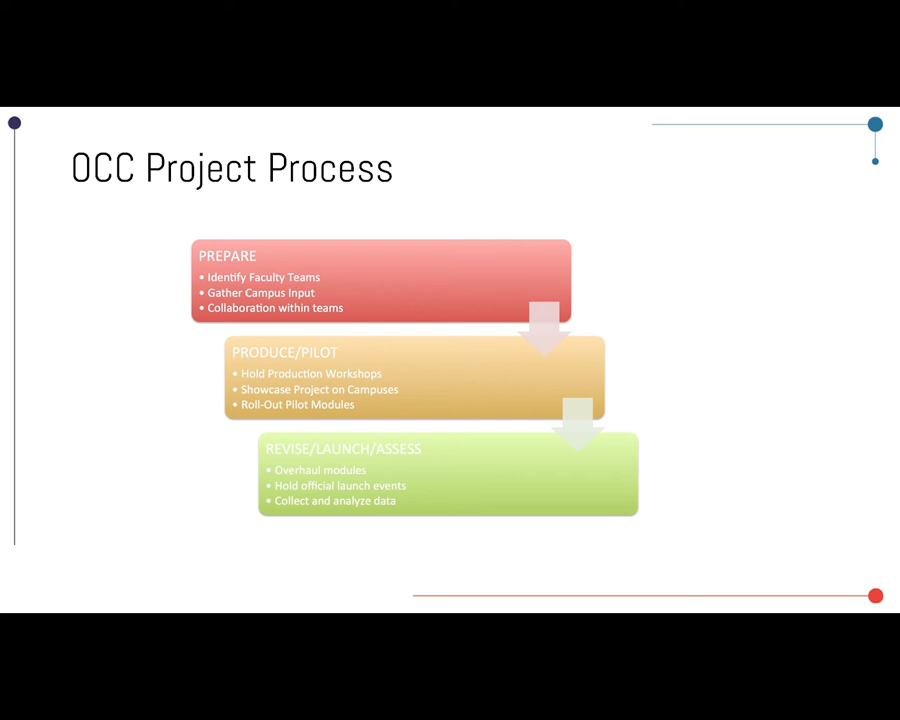 OCC Project Process
PREPARE
• Identify Faculty Teams
• Gather Campus Input
• Collaboration within teams
PRODUCE/PILOT
• Hold Production Workshops
• Showcase Project on Campuses
• Roll-Out Pilot Modules
REVISE/LAUNCH/ASSESS
• Overhaul modules
• Hold official launch events
• Collect and analyze data